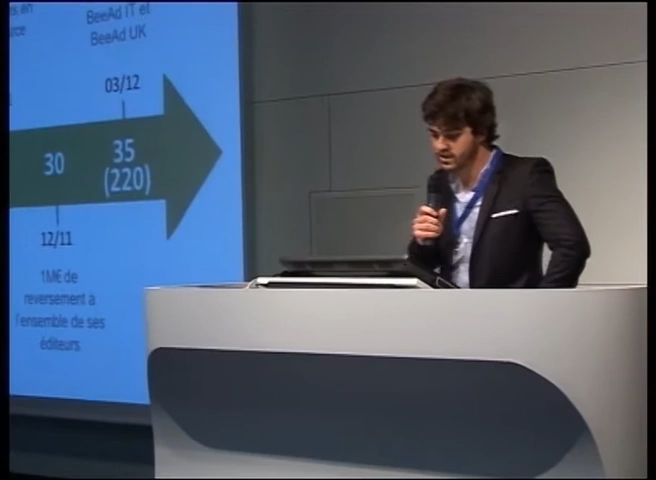 BeeAd IT et
BeeAd UK
03/12
30
35
(220)
12/11
1M€ de
reversement à
l'ensemble de ses
éditeurs